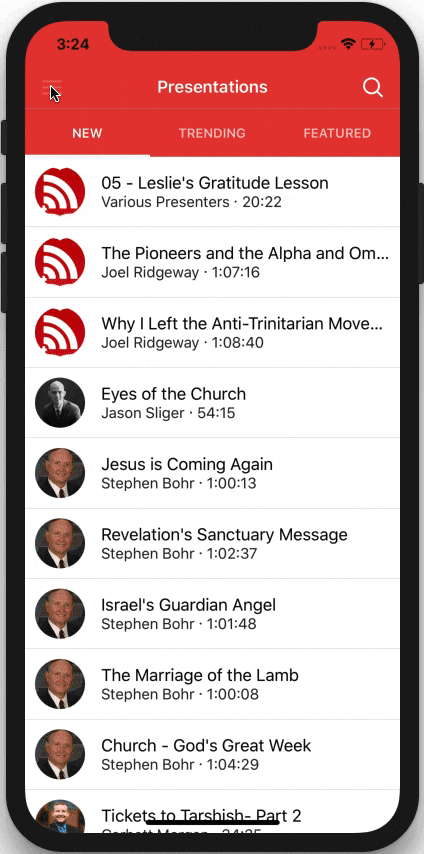 3:24
Presentations
NEW
TRENDING
FEATURED
05 - Leslie's Gratitude Lesson
Various Presenters · 20:22
The Pioneers and the Alpha and Om...
Joel Ridgeway · 1:07:16
Why I Left the Anti-Trinitarian Move...
Joel Ridgeway · 1:08:40
Eyes of the Church
Jason Sliger · 54:15
Jesus is Coming Again
Stephen Bohr · 1:00:13
Revelation's Sanctuary Message
Stephen Bohr · 1:02:37
Israel's Guardian Angel
Stephen Bohr · 1:01:48
The Marriage of the Lamb
Stephen Bohr · 1:00:08
Church - God's Great Week
Stephen Bohr · 1:04:29
Tickets to Tarshish- Part 2